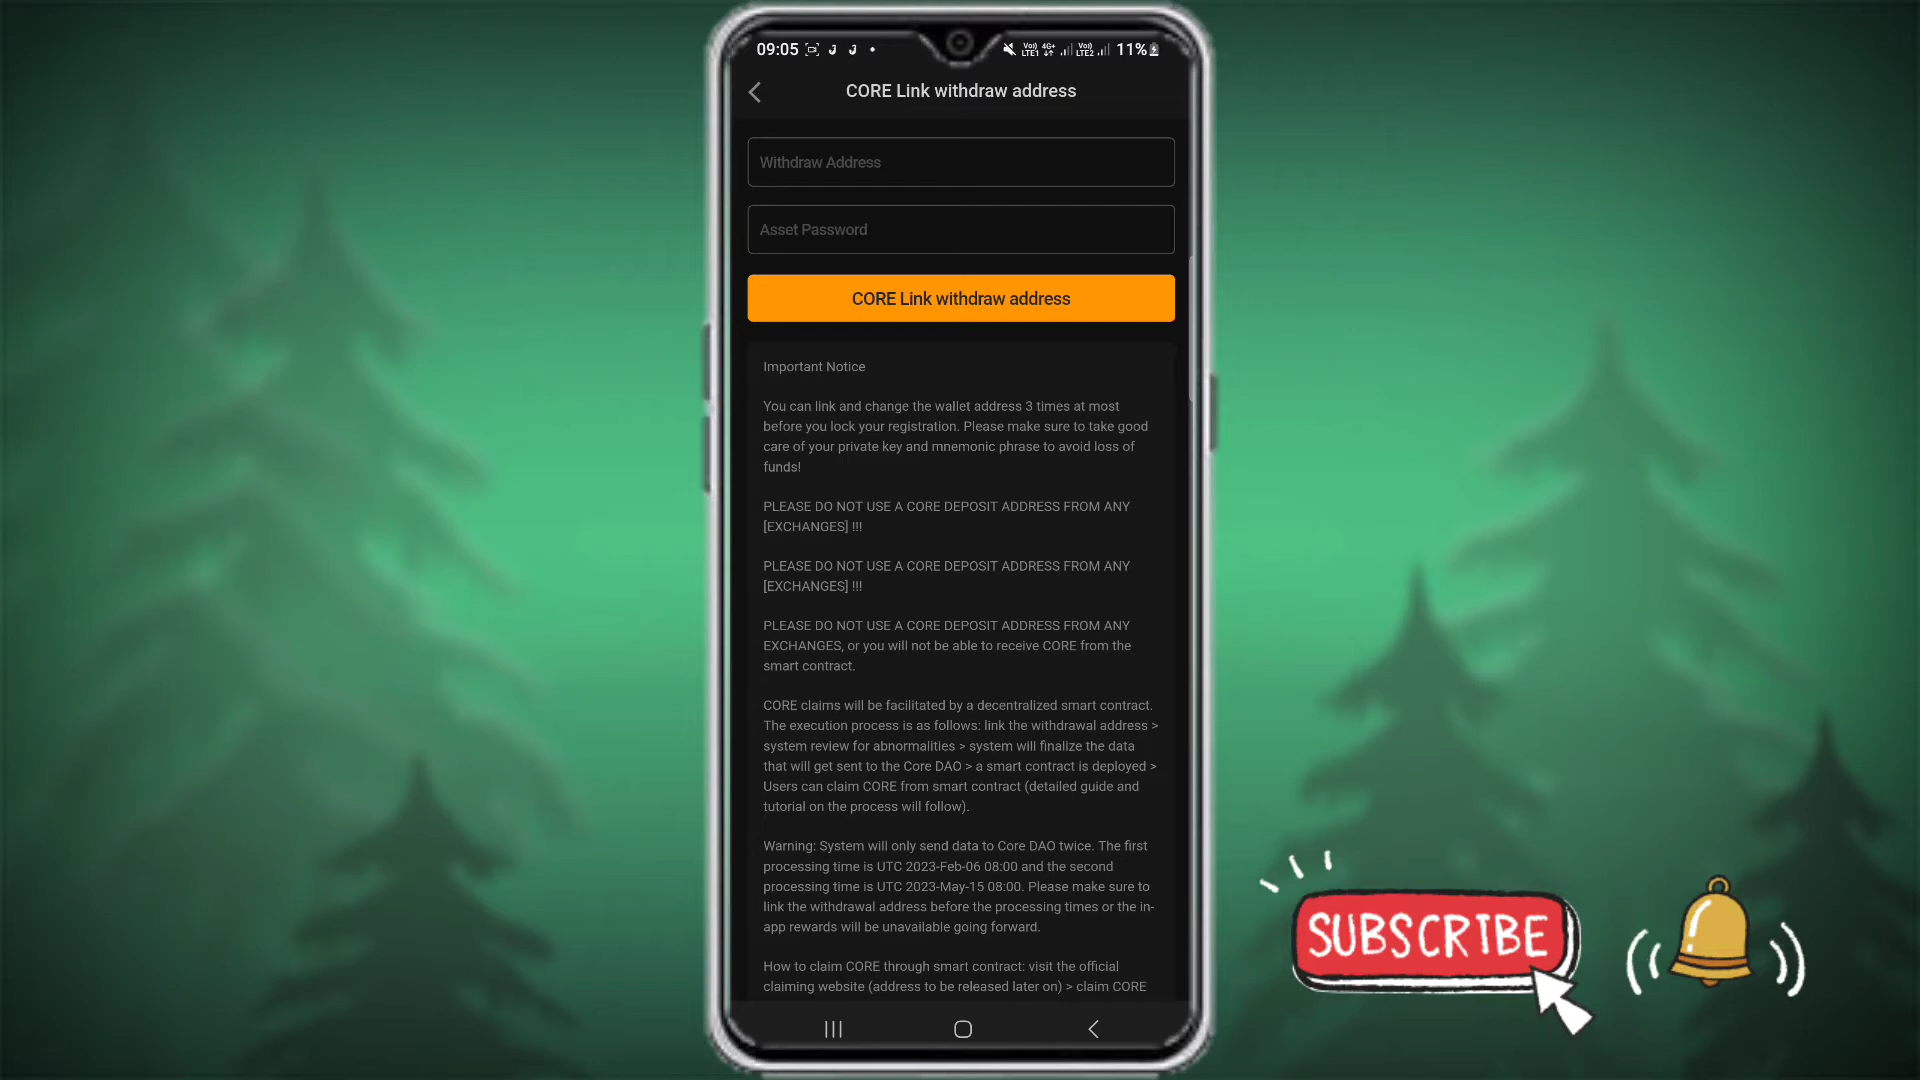 09:05
Vo) 4G+ Vo) 11%
LTE1 LTE2
CORE Link withdraw address
Withdraw Address
Asset Password
CORE Link withdraw address
Important Notice
You can link and change the wallet address 3 times at most
before you lock your registration. Please make sure to take good
care of your private key and mnemonic phrase to avoid loss of
funds!
PLEASE DO NOT USE A CORE DEPOSIT ADDRESS FROM ANY
[EXCHANGES] !!!
PLEASE DO NOT USE A CORE DEPOSIT ADDRESS FROM ANY
[EXCHANGES] !!!
PLEASE DO NOT USE A CORE DEPOSIT ADDRESS FROM ANY
EXCHANGES, or you will not be able to receive CORE from the
smart contract.
CORE claims will be facilitated by a decentralized smart contract.
The execution process is as follows: link the withdrawal address >
system review for abnormalities > system will finalize the data
that will get sent to the Core DAO > a smart contract is deployed >
Users can claim CORE from smart contract (detailed guide and
tutorial on the process will follow).
Warning: System will only send data to Core DAO twice. The first
processing time is UTC 2023-Feb-06 08:00 and the second
processing time is UTC 2023-May-15 08:00. Please make sure to
link the withdrawal address before the processing times or the in-
app rewards will be unavailable going forward.
How to claim CORE through smart contract: visit the official
claiming website (address to be released later on) > claim CORE
SUBSCRIBE